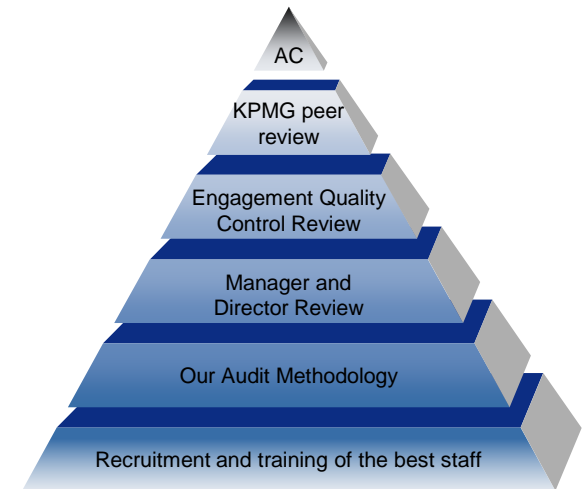 AC
KPMG peer
review
Engagement Quality
Control Review
Manager and
Director Review
Our Audit Methodology
Recruitment and training of the best staff